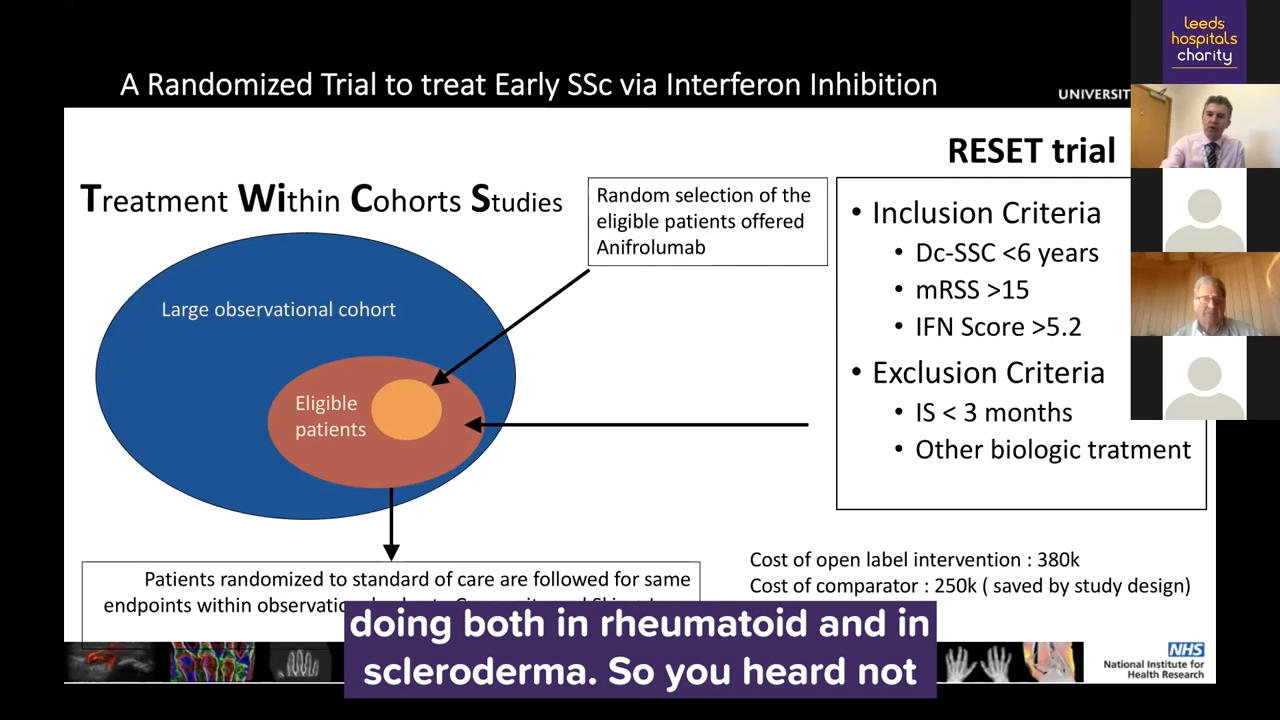 leeds
hospitals
charity
A Randomized Trial to treat Early SSc via Interferon Inhibition
RESET trial
Treatment WiThin Cohorts Studies
Random selection of the
eligible patients offered
Anifrolumab
• Inclusion Criteria
• Dc-SSC <6 years
• mRSS >15
• IFN Score >5.2
• Exclusion Criteria
• IS < 3 months
• Other biologic tratment
Large observational cohort
Eligible
patients
Patients randomized to standard of care are followed for same
endpoints within
Cost of open label intervention : 380k
Cost of comparator : 250k ( saved by study design)
doing both in rheumatoid and in
scleroderma. So you heard not
NHS
National Institute for
Health Research